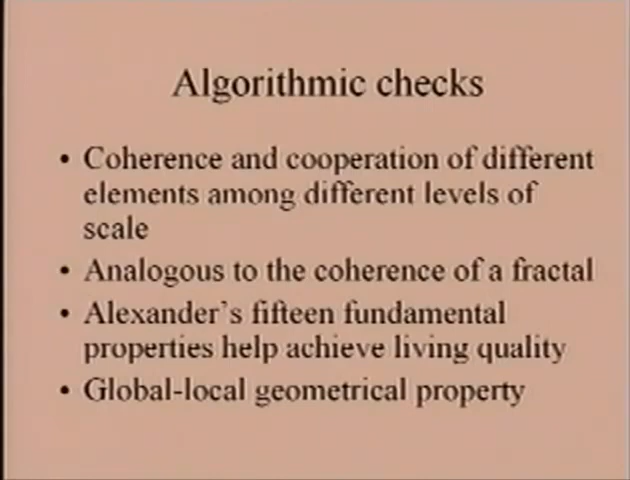 Algorithmic checks
• Coherence and cooperation of different
elements among different levels of
scale
• Analogous to the coherence of a fractal
• Alexander's fifteen fundamental
properties help achieve living quality
• Global-local geometrical property